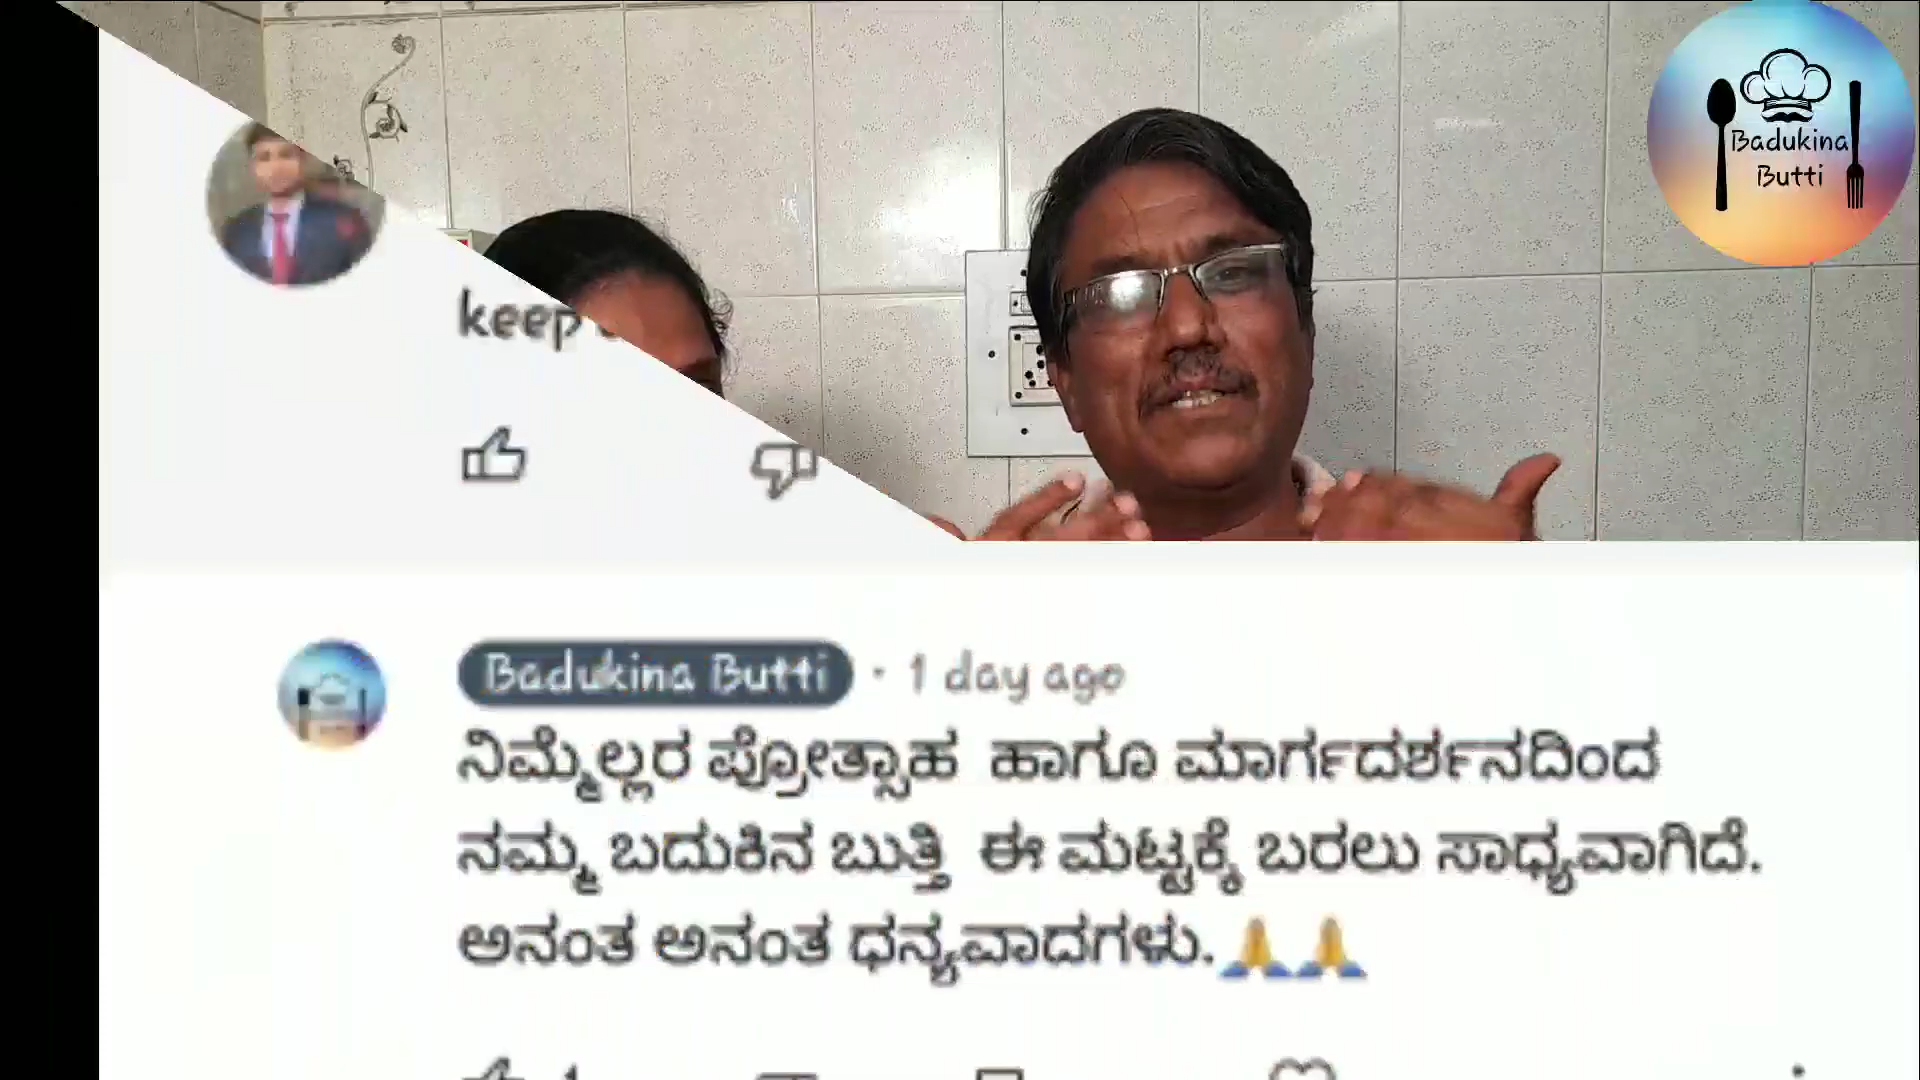 Badukina
Butti
keep
Badukina Butti · 1 day ago
ನಿಮ್ಮೆಲ್ಲರ ಪ್ರೋತ್ಸಾಹ ಹಾಗೂ ಮಾರ್ಗದರ್ಶನದಿಂದ
ನಮ್ಮ ಬದುಕಿನ ಬುತ್ತಿ ಈ ಮಟ್ಟಕ್ಕೆ ಬರಲು ಸಾಧ್ಯವಾಗಿದೆ.
ಅನಂತ ಅನಂತ ಧನ್ಯವಾದಗಳು.🙏🙏